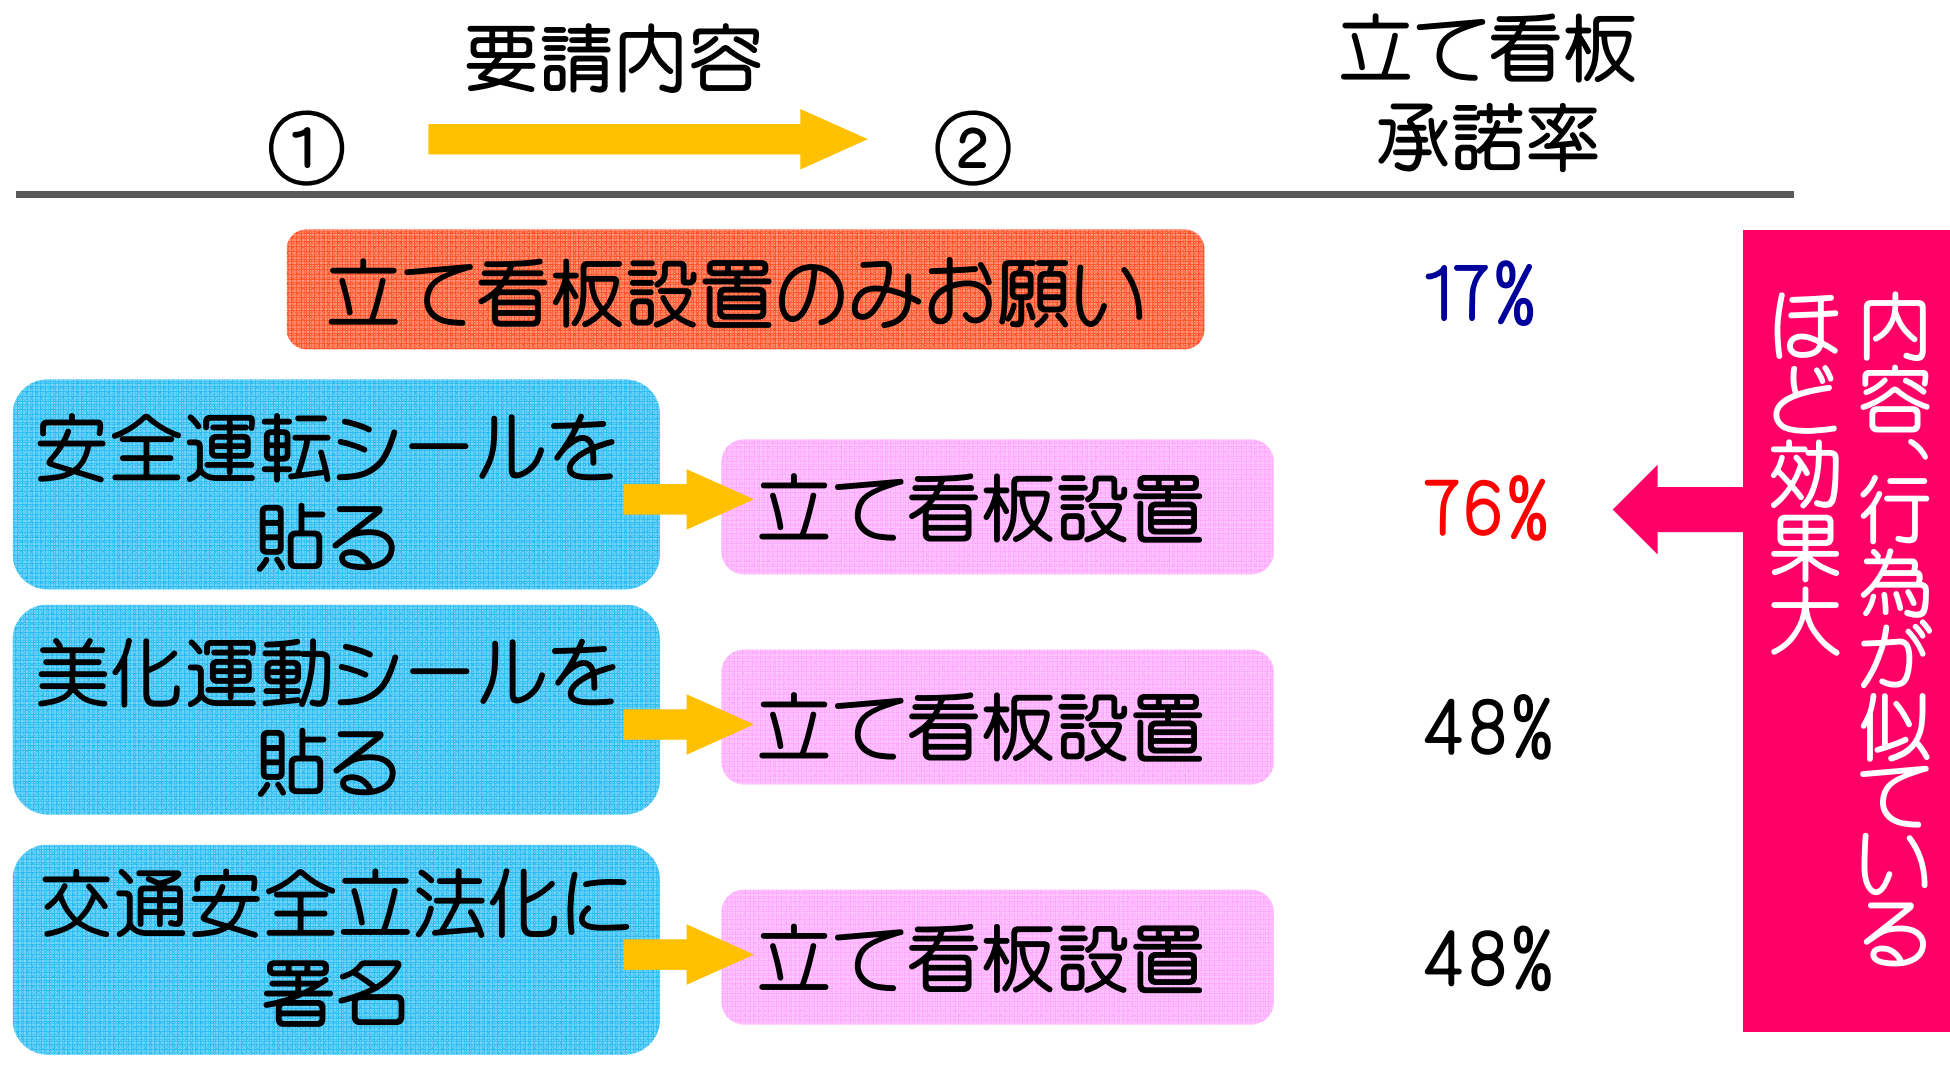 要請内容
① ②
立て看板
承諾率
立て看板設置のみお願い
17%
安全運転シールを
貼る
立て看板設置
76%
美化運動シールを
貼る
立て看板設置
48%
交通安全立法化に
署名
立て看板設置
48%
内容、行為が似ている
ほど効果大